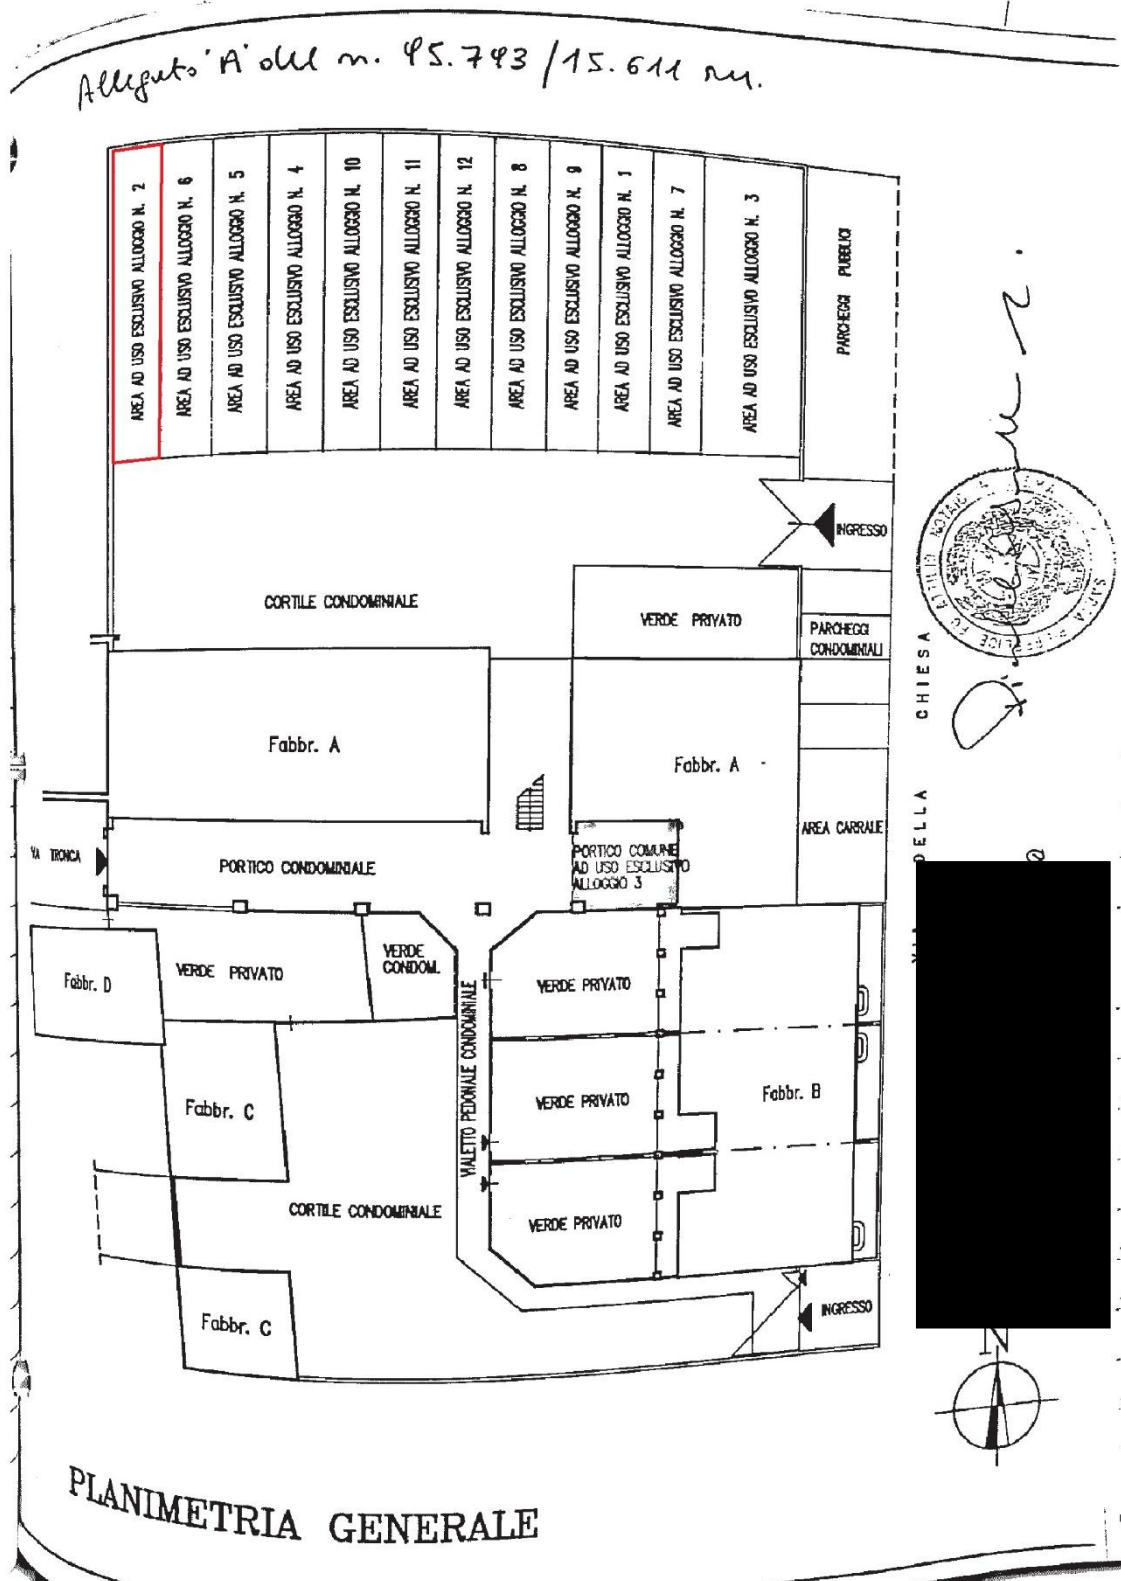 Allegato 'A' del n. 45.743/15.611 rep.
AREA AD USO ESCLUSIVO ALLOGGIO N. 2
AREA AD USO ESCLUSIVO ALLOGGIO N. 6
AREA AD USO ESCLUSIVO ALLOGGIO N. 5
AREA AD USO ESCLUSIVO ALLOGGIO N. 4
AREA AD USO ESCLUSIVO ALLOGGIO N. 10
AREA AD USO ESCLUSIVO ALLOGGIO N. 11
AREA AD USO ESCLUSIVO ALLOGGIO N. 12
AREA AD USO ESCLUSIVO ALLOGGIO N. 8
AREA AD USO ESCLUSIVO ALLOGGIO N. 9
AREA AD USO ESCLUSIVO ALLOGGIO N. 1
AREA AD USO ESCLUSIVO ALLOGGIO N. 7
AREA AD USO ESCLUSIVO ALLOGGIO N. 3
PARCHEGGI PUBBLICI
INGRESSO
CORTILE CONDOMINIALE
VERDE PRIVATO
PARCHEGGI
CONDOMINIALI
Fabbr. A
Fabbr. A
AREA CARRALE
DELLA CHIESA
VIA TRONCA
PORTICO CONDOMINIALE
PORTICO COMUNE
AD USO ESCLUSIVO
ALLOGGIO 3
Fabbr. D
VERDE PRIVATO
VERDE
CONDOM.
VIALETTO PEDONALE CONDOMINIALE
VERDE PRIVATO
VERDE PRIVATO
Fabbr. B
Fabbr. C
CORTILE CONDOMINIALE
VERDE PRIVATO
Fabbr. C
INGRESSO
N
PLANIMETRIA GENERALE